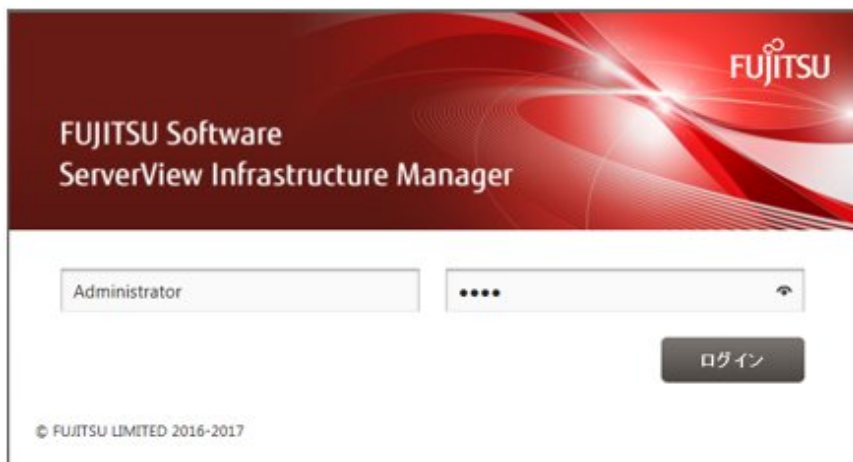 FUJITSU
FUJITSU Software
ServerView Infrastructure Manager
Administrator
••••
ログイン
© FUJITSU LIMITED 2016-2017